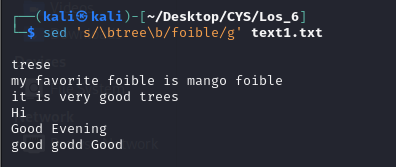 ┌──(kali㉿kali)-[~/Desktop/CYS/Los_6]
└─$ sed 's/\btree\b/foible/g' text1.txt
trese
my favorite foible is mango foible
it is very good trees
Hi
Good Evening
good godd Good